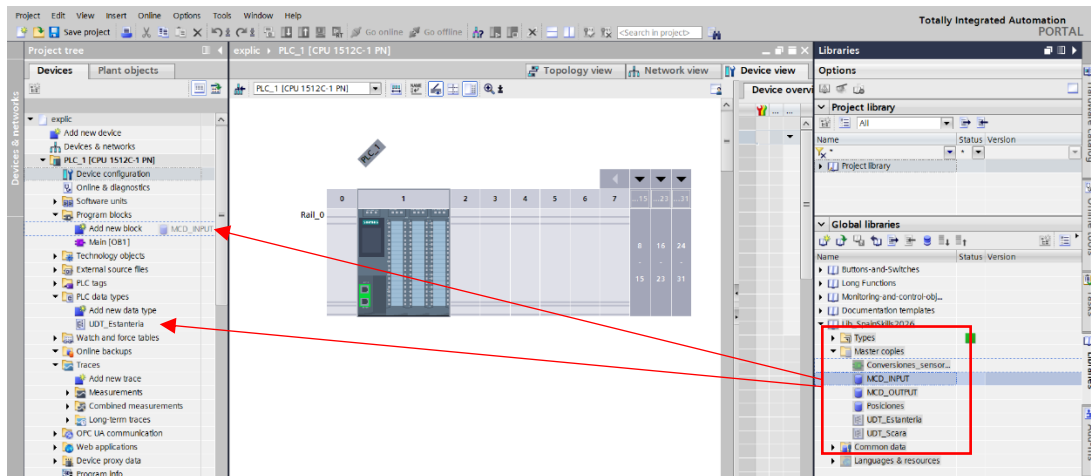 Project Edit View Insert Online Options Tools Window Help
Totally Integrated Automation
PORTAL
Save project
Go online
Go offline
<Search in project>
Project tree
explic › PLC_1 [CPU 1512C-1 PN]
Libraries
Devices
Plant objects
Topology view
Network view
Device view
Options
PLC_1 [CPU 1512C-1 PN]
Device overvi
Devices & networks
explic
Add new device
Devices & networks
PLC_1 [CPU 1512C-1 PN]
Device configuration
Online & diagnostics
Software units
Program blocks
Add new block
MCD_INPUT
Main [OB1]
Technology objects
External source files
PLC tags
PLC data types
Add new data type
UDT_Estanteria
Watch and force tables
Online backups
Traces
Add new trace
Measurements
Combined measurements
Long-term traces
OPC UA communication
Web applications
Device proxy data
Program info
PLC_1
0 1 2 3 4 5 6 7 ...15 ...23 ...31
Rail_0
8 16 24
- - -
15 23 31
Project library
All
Name Status Version
Project library
Global libraries
Name Status Version
Buttons-and-Switches
Long Functions
Monitoring-and-control-obj...
Documentation templates
Lib_SpainSkills2026
Types
Master copies
Conversiones_sensor...
MCD_INPUT
MCD_OUTPUT
Posiciones
UDT_Estanteria
UDT_Scara
Common data
Languages & resources